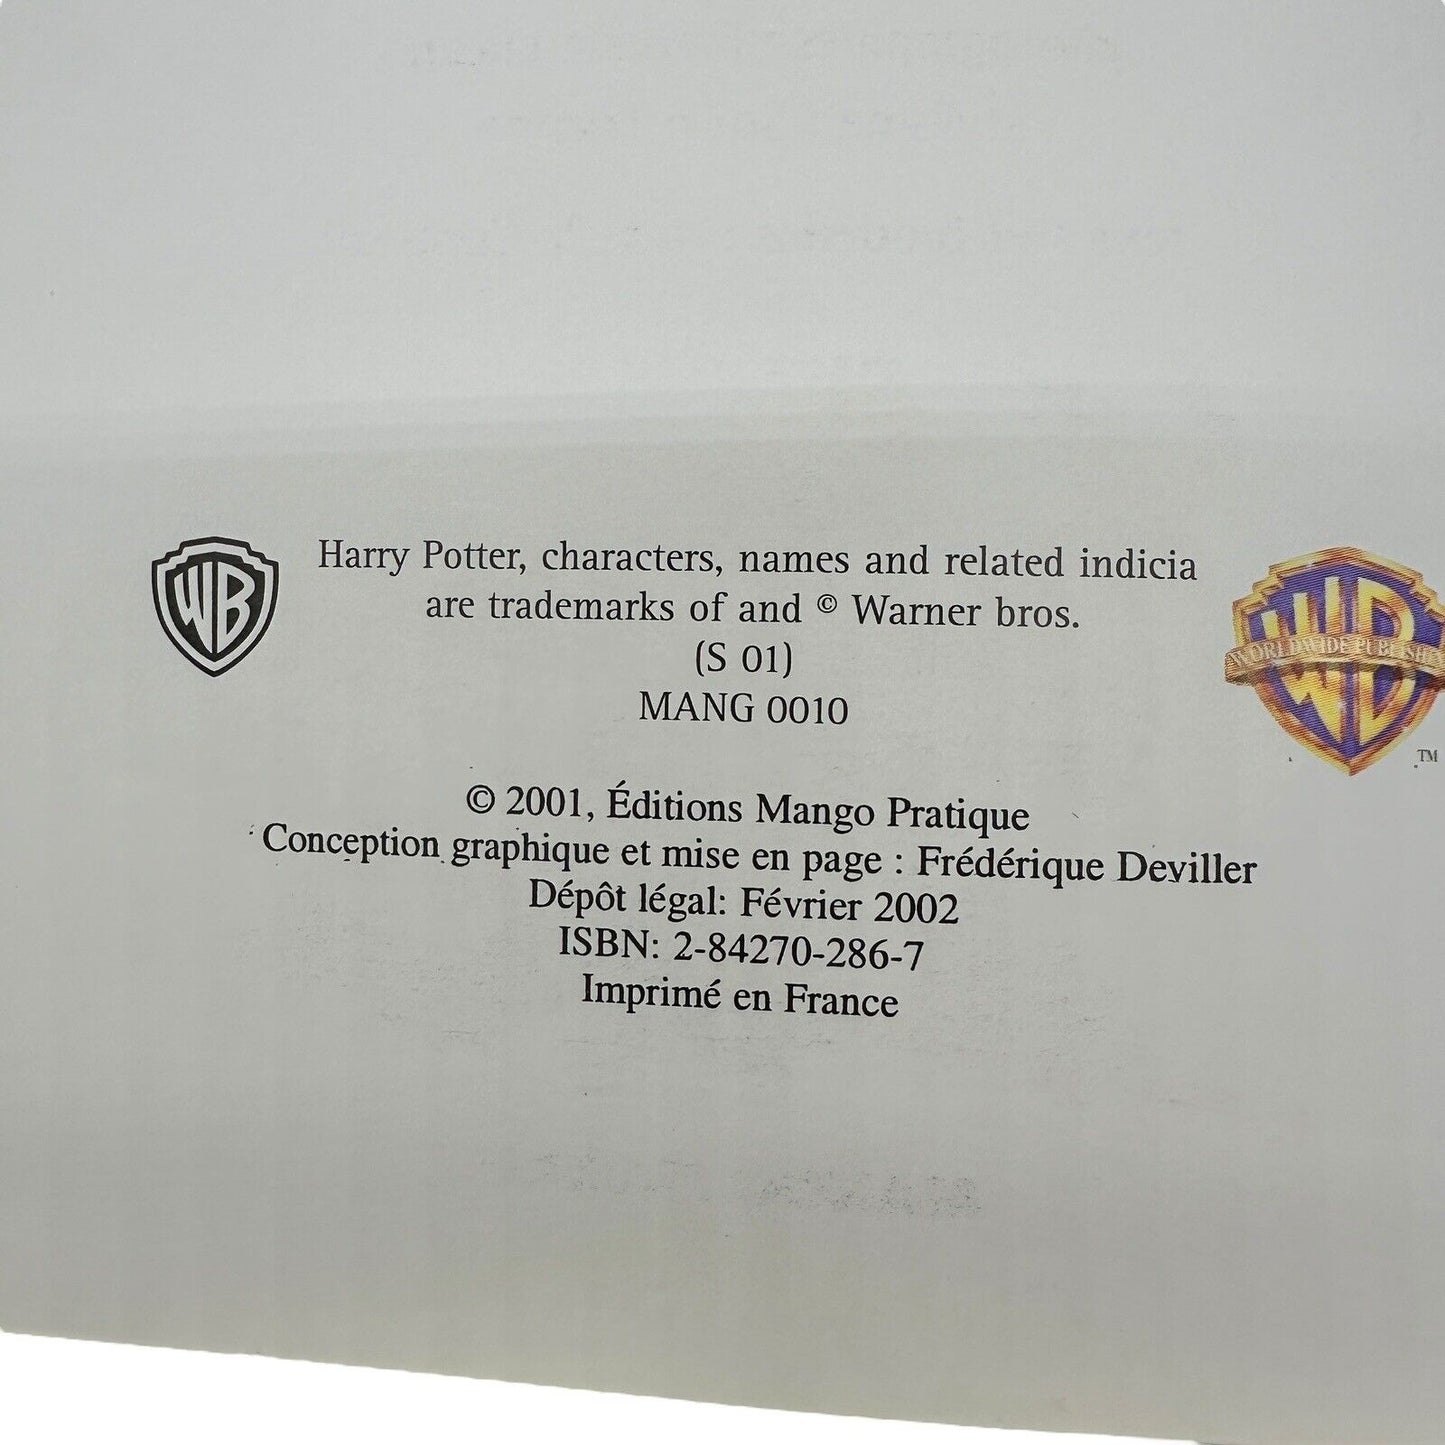 WB
Harry Potter, characters, names and related indicia
are trademarks of and © Warner bros.
(S 01)
MANG 0010
WB
WORLDWIDE
TM
© 2001, Éditions Mango Pratique
Conception graphique et mise en page : Frédérique Deviller
Dépôt légal: Février 2002
ISBN: 2-84270-286-7
Imprimé en France